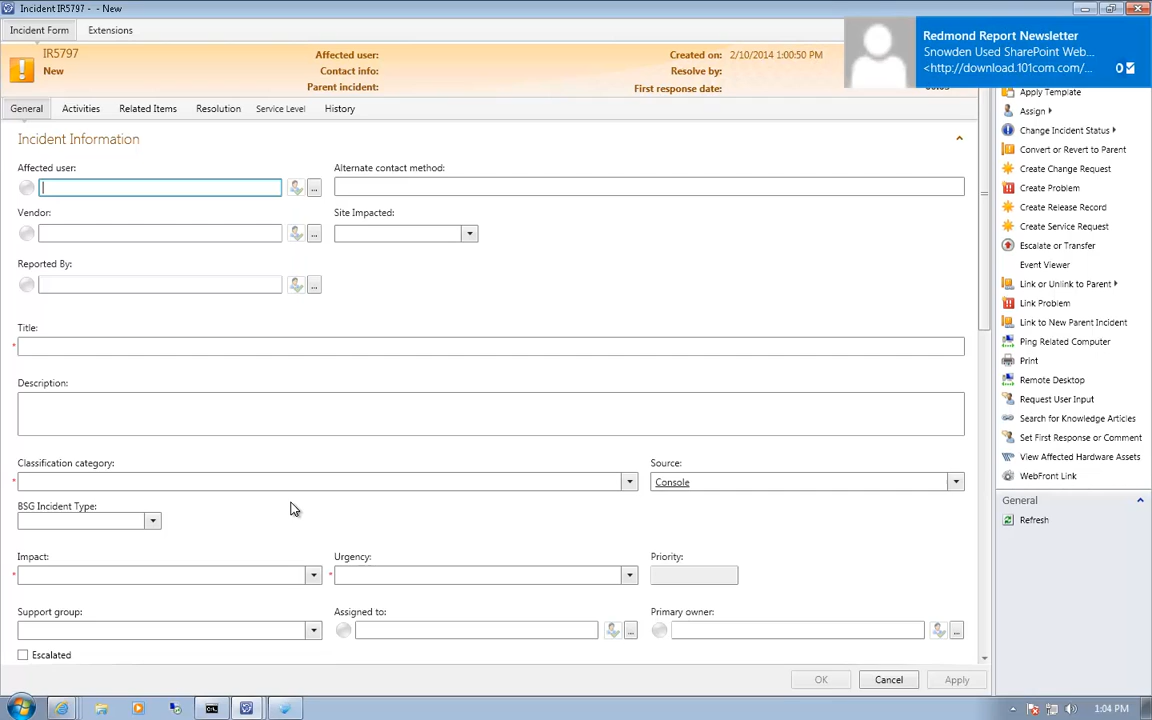 Incident IR5797 - - New
Incident Form
Extensions
IR5797
New
Affected user:
Contact info:
Parent incident:
Created on:
2/10/2014 1:00:50 PM
Resolve by:
First response date:
Redmond Report Newsletter
Snowden Used SharePoint Web...
<http://download.101com.com/...
0
General
Activities
Related Items
Resolution
Service Level
History
Incident Information
Affected user:
Alternate contact method:
...
Vendor:
Site Impacted:
...
Reported By:
...
Title:
*
Description:
Classification category:
Source:
*
Console
BSG Incident Type:
Impact:
Urgency:
Priority:
* *
Support group:
Assigned to:
Primary owner:
... ...
Escalated
OK
Cancel
Apply
Apply Template
Assign
Change Incident Status
Convert or Revert to Parent
Create Change Request
Create Problem
Create Release Record
Create Service Request
Escalate or Transfer
Event Viewer
Link or Unlink to Parent
Link Problem
Link to New Parent Incident
Ping Related Computer
Print
Remote Desktop
Request User Input
Search for Knowledge Articles
Set First Response or Comment
View Affected Hardware Assets
WebFront Link
General
Refresh
1:04 PM